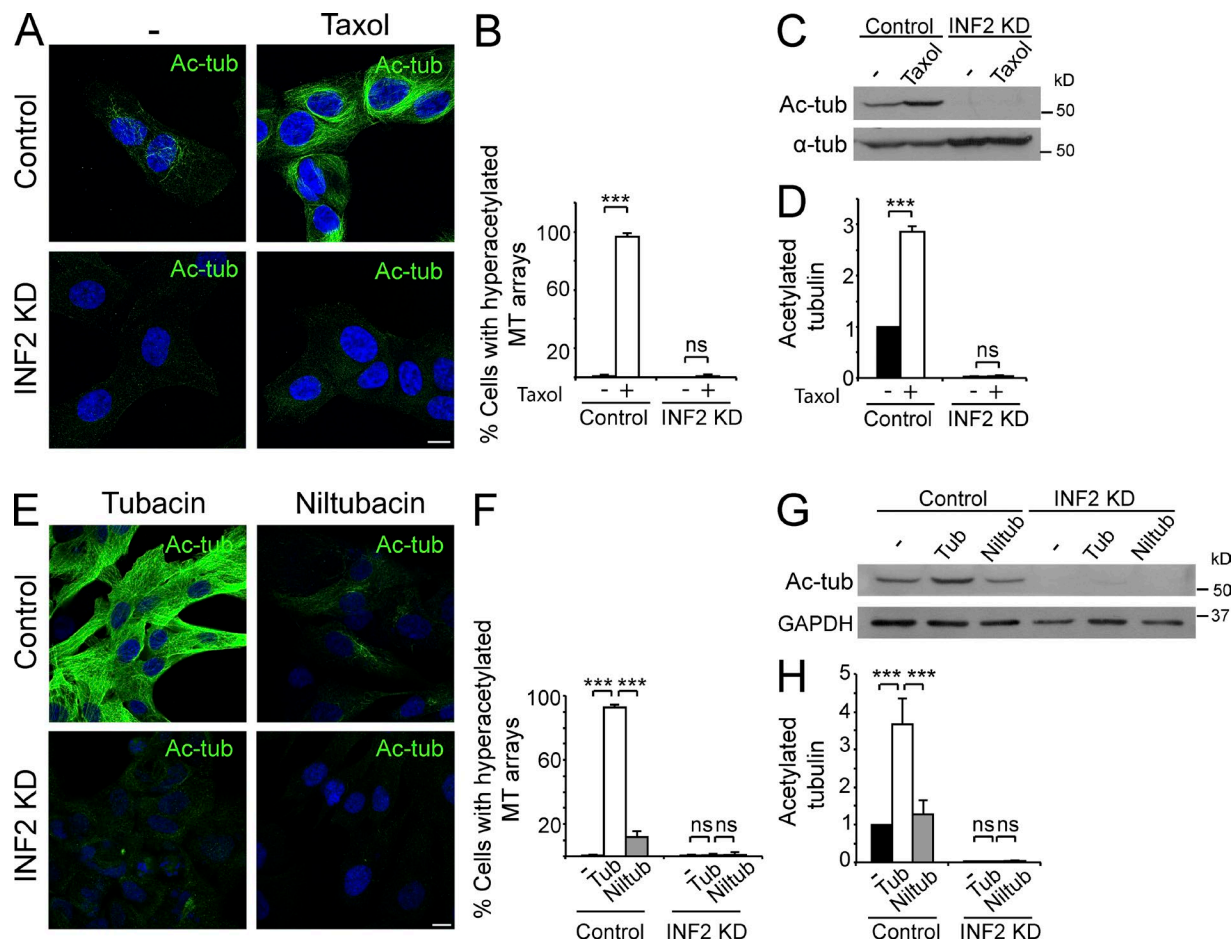 A
-
Taxol
Control
Ac-tub
Ac-tub
INF2 KD
Ac-tub
Ac-tub
B
% Cells with hyperacetylated
MT arrays
100
80
60
40
20
***
ns
Taxol
- + - +
Control INF2 KD
C
Control INF2 KD
- Taxol - Taxol
kD
Ac-tub
50
α-tub
50
D
Acetylated
tubulin
3
2
1
0
***
ns
Taxol
- + - +
Control INF2 KD
E
Tubacin Niltubacin
Control
Ac-tub
Ac-tub
INF2 KD
Ac-tub
Ac-tub
F
% Cells with hyperacetylated
MT arrays
100
80
60
40
20
*** ***
ns ns
- Tub Niltub - Tub Niltub
Control INF2 KD
G
Control INF2 KD
- Tub Niltub - Tub Niltub
kD
Ac-tub
50
GAPDH
37
H
Acetylated
tubulin
5
4
3
2
1
0
*** ***
ns ns
- Tub Niltub - Tub Niltub
Control INF2 KD